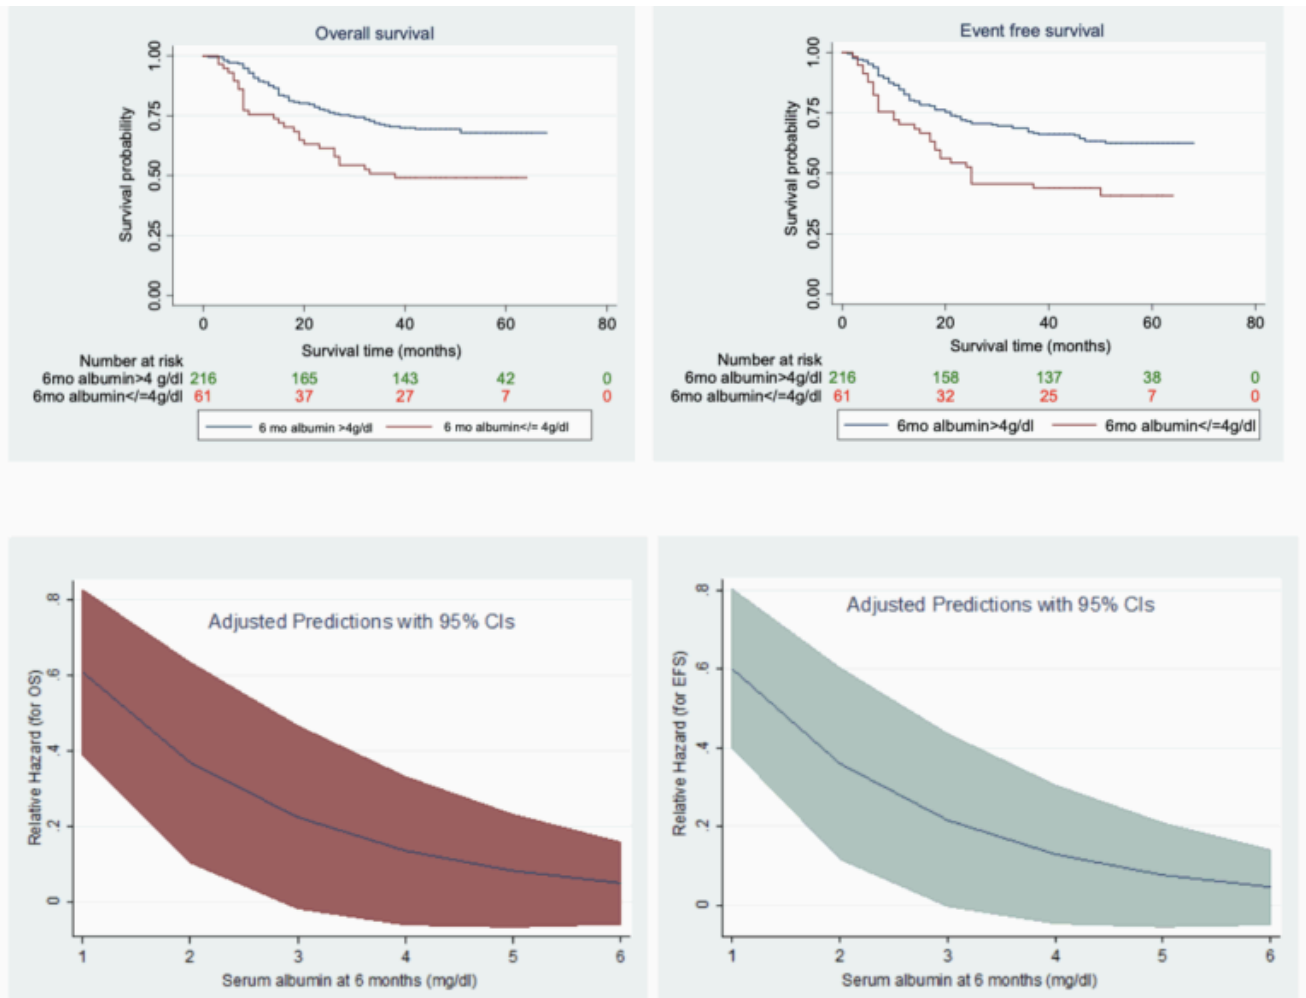 Overall survival
Survival probability
1.00
0.75
0.50
0.25
0.00
0 20 40 60 80
Survival time (months)
Number at risk
6mo albumin>4 g/dl 216 165 143 42 0
6mo albumin</=4g/dl 61 37 27 7 0
6 mo albumin >4g/dl 6 mo albumin</= 4g/dl
Event free survival
Survival probability
1.00
0.75
0.50
0.25
0.00
0 20 40 60 80
Survival time (months)
Number at risk
6mo albumin>4g/dl 216 158 137 38 0
6mo albumin</=4g/dl 61 32 25 7 0
6mo albumin>4g/dl 6mo albumin</=4g/dl
Adjusted Predictions with 95% CIs
Relative Hazard (for OS)
.8
.6
.4
.2
0
1 2 3 4 5 6
Serum albumin at 6 months (mg/dl)
Adjusted Predictions with 95% CIs
Relative Hazard (for EFS)
.8
.6
.4
.2
0
1 2 3 4 5 6
Serum albumin at 6 months (mg/dl)